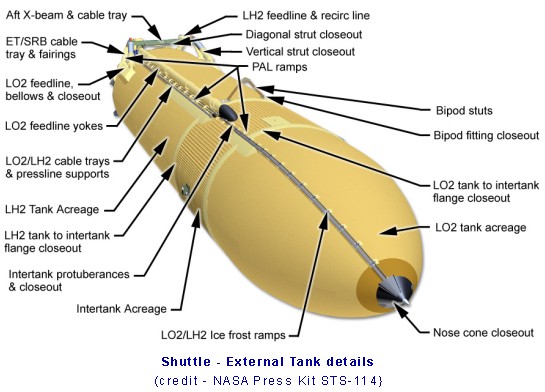 Aft X-beam & cable tray
LH2 feedline & recirc line
Diagonal strut closeout
ET/SRB cable
tray & fairings
Vertical strut closeout
PAL ramps
LO2 feedline,
bellows & closeout
Bipod stuts
LO2 feedline yokes
Bipod fitting closeout
LO2/LH2 cable trays
& pressline supports
LO2 tank to intertank
flange closeout
LH2 Tank Acreage
LO2 tank acreage
LH2 tank to intertank
flange closeout
Intertank protuberances
& closeout
Intertank Acreage
LO2/LH2 Ice frost ramps
Nose cone closeout
Shuttle - External Tank details
(credit - NASA Press Kit STS-114)